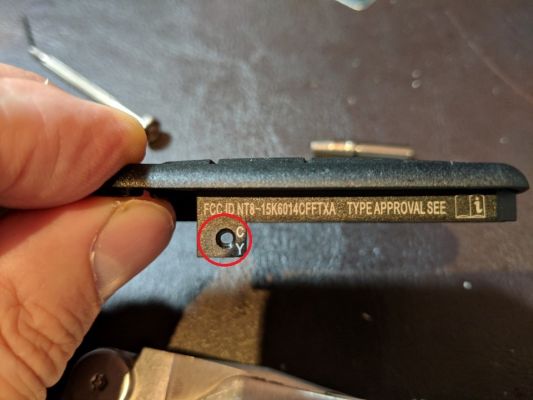 FCC ID NT8-15K6014CFFTXA TYPE APPROVAL SEE i
C
Y